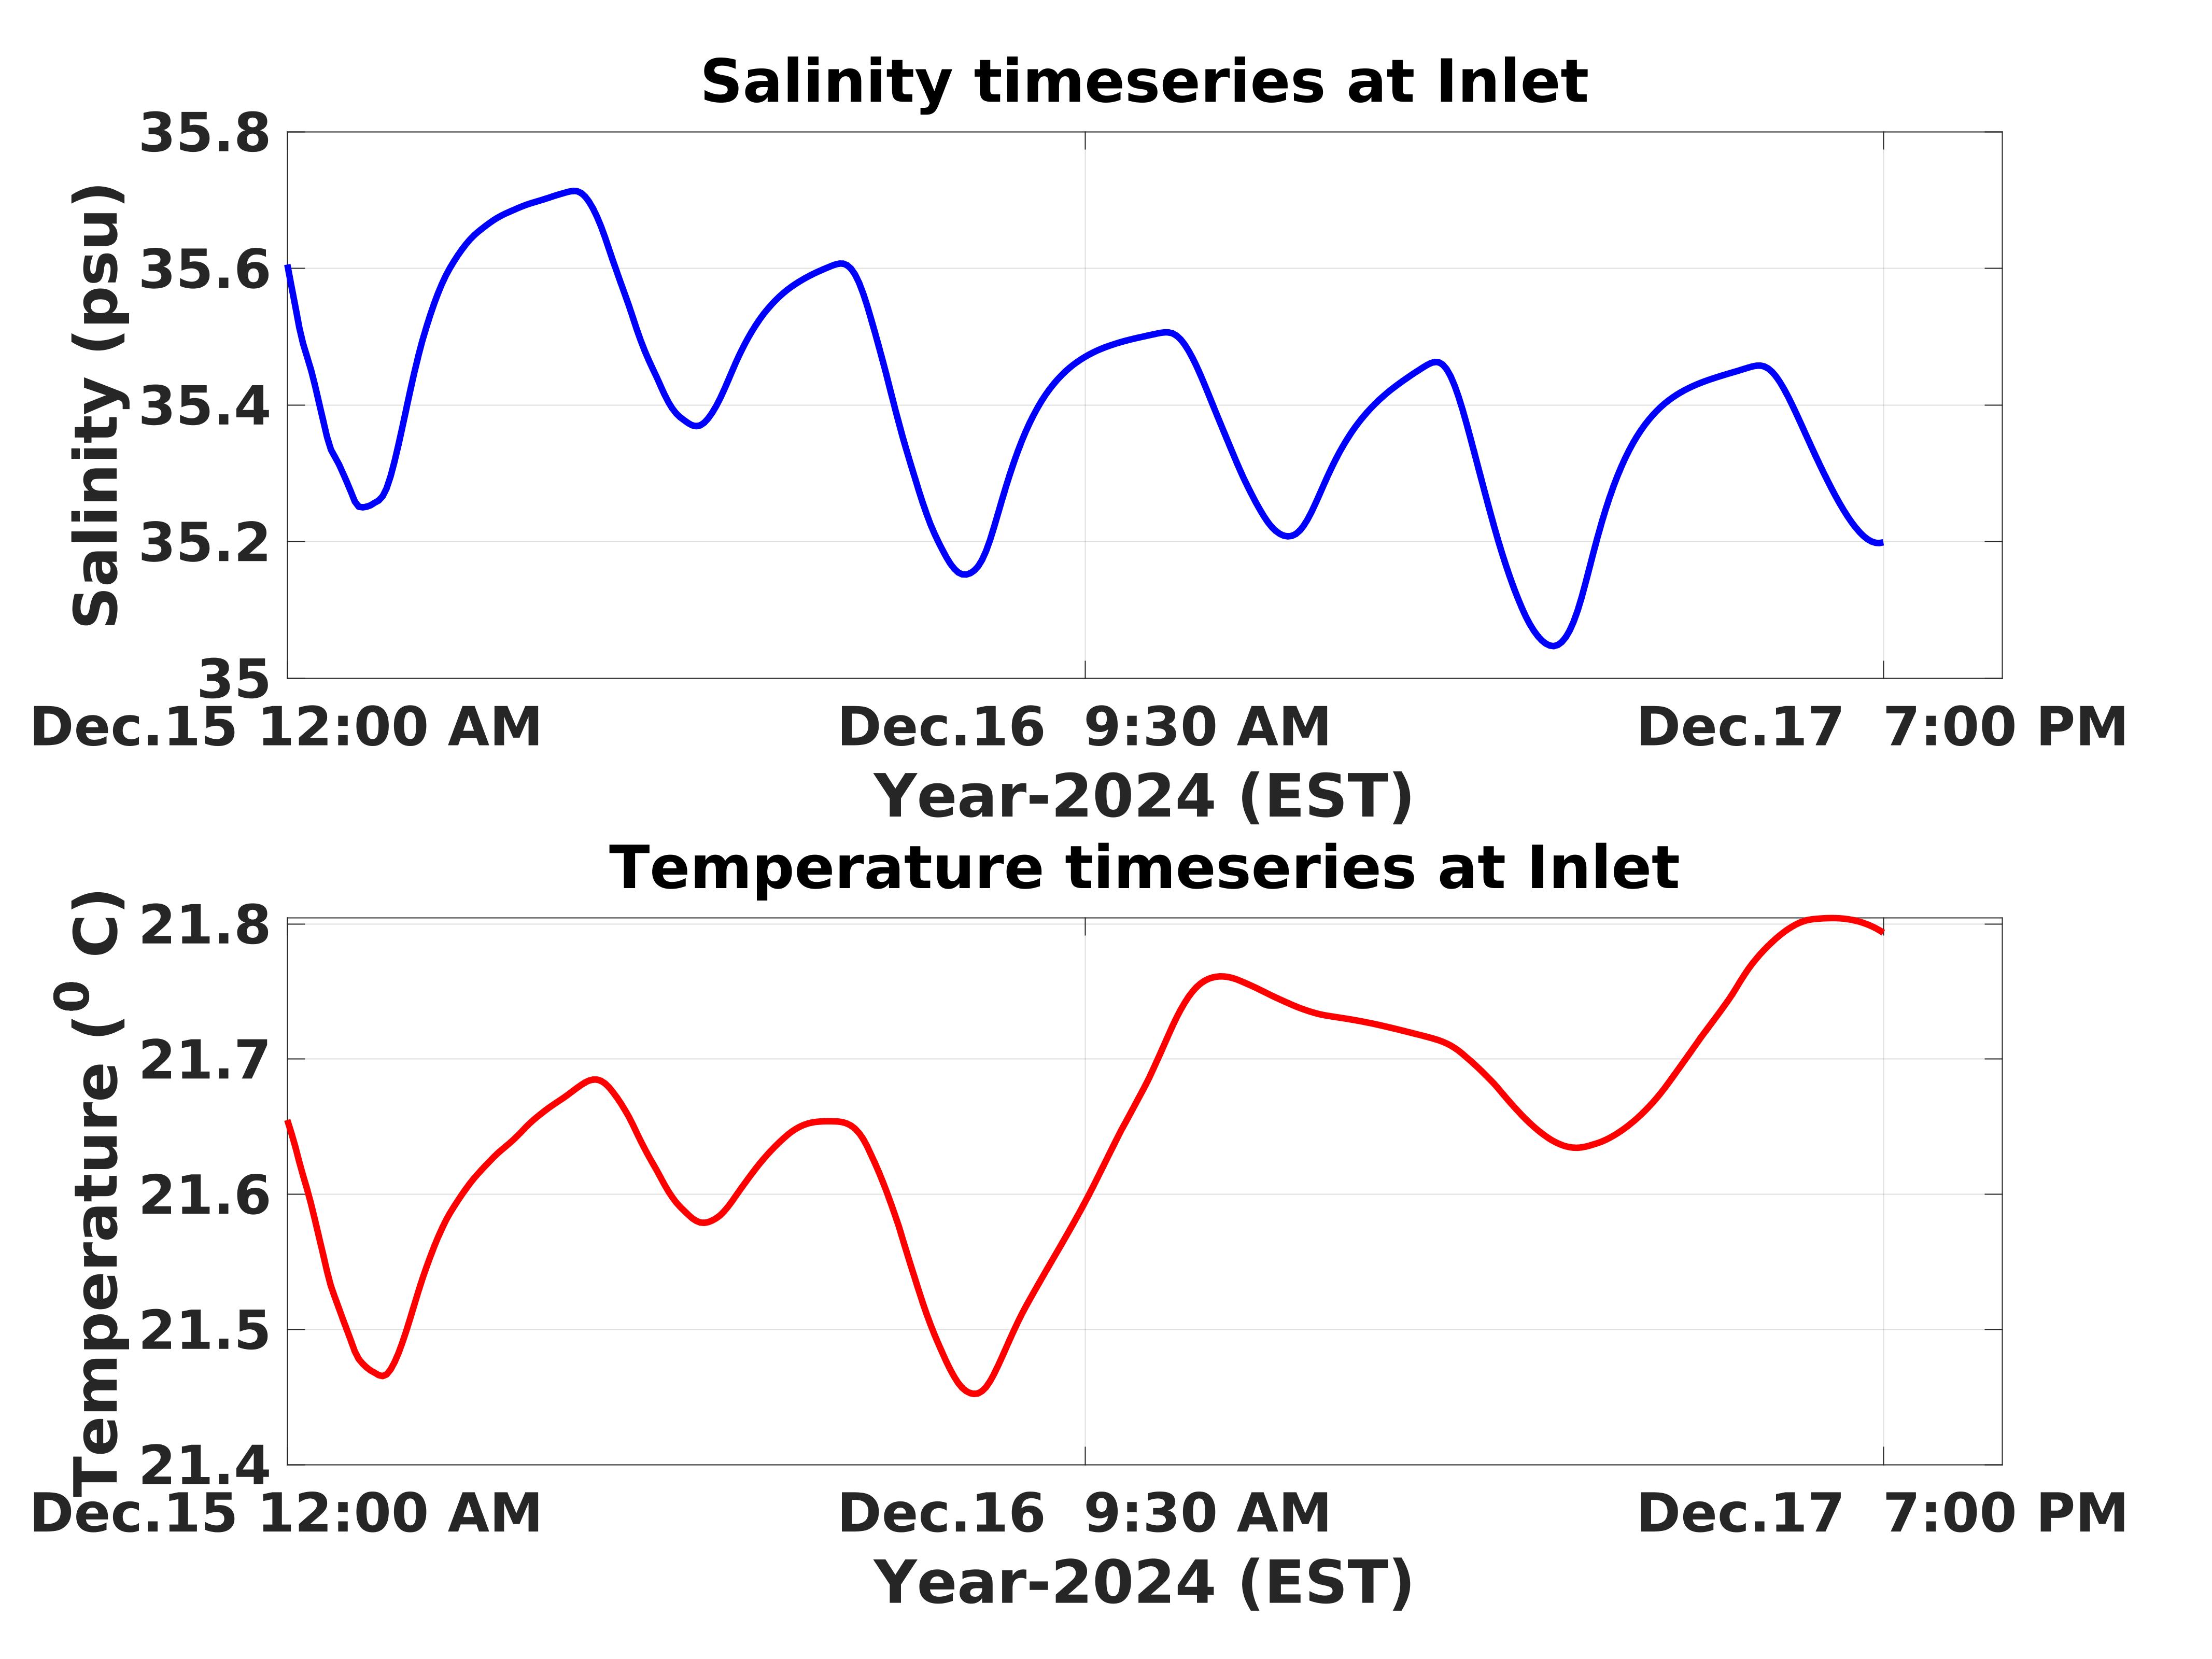 Salinity timeseries at Inlet
Salinity (psu)
35.8
35.6
35.4
35.2
35
Dec.15 12:00 AM
Dec.16  9:30 AM
Dec.17  7:00 PM
Year-2024 (EST)
Temperature timeseries at Inlet
Temperature (⁰ C)
21.8
21.7
21.6
21.5
21.4
Dec.15 12:00 AM
Dec.16  9:30 AM
Dec.17  7:00 PM
Year-2024 (EST)